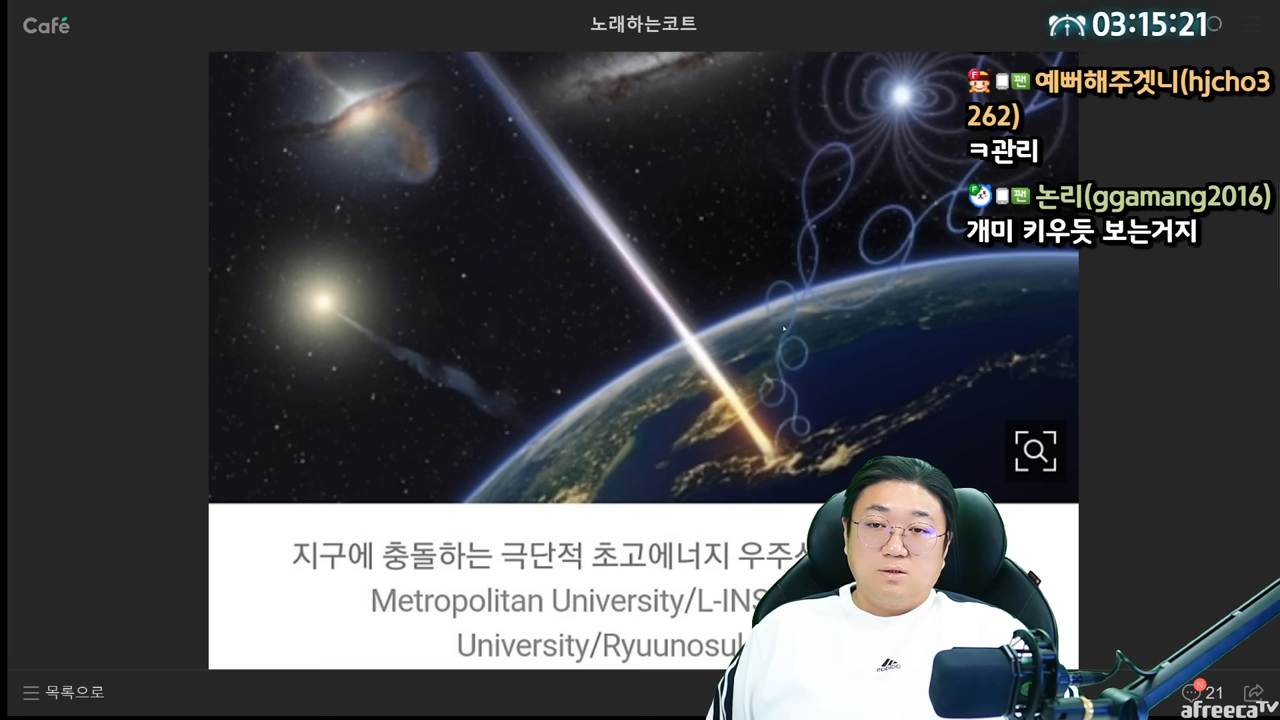 Café
노래하는코트
03:15:21
예뻐해주겟니(hjcho3
262)
ㅋ관리
논리(ggamang2016)
개미 키우듯 보는거지
지구에 충돌하는 극단적 초고에너지 우주
Metropolitan University/L-INS
University/Ryuunosu
목록으로
21
afreecaTV